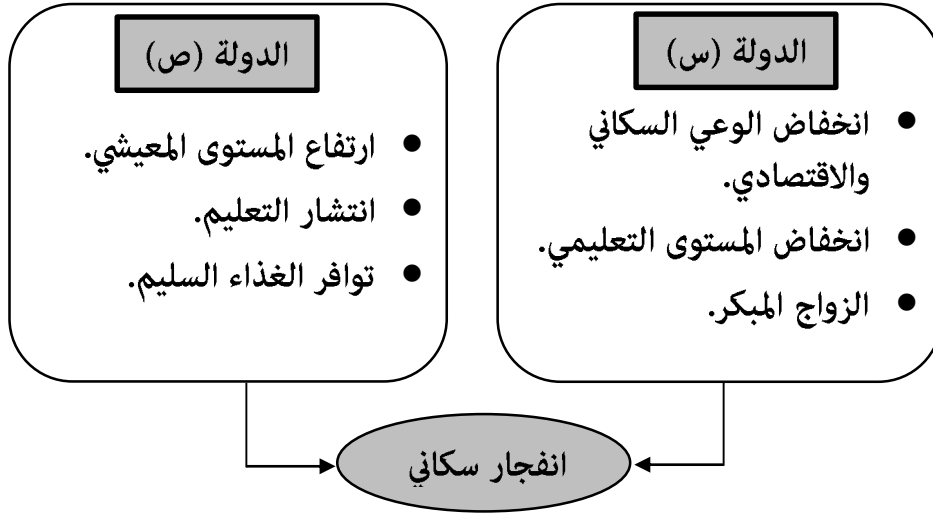 الدولة (س)
● انخفاض الوعي السكاني
والاقتصادي.
● انخفاض المستوى التعليمي.
● الزواج المبكر.
الدولة (ص)
● ارتفاع المستوى المعيشي.
● انتشار التعليم.
● توافر الغذاء السليم.
انفجار سكاني